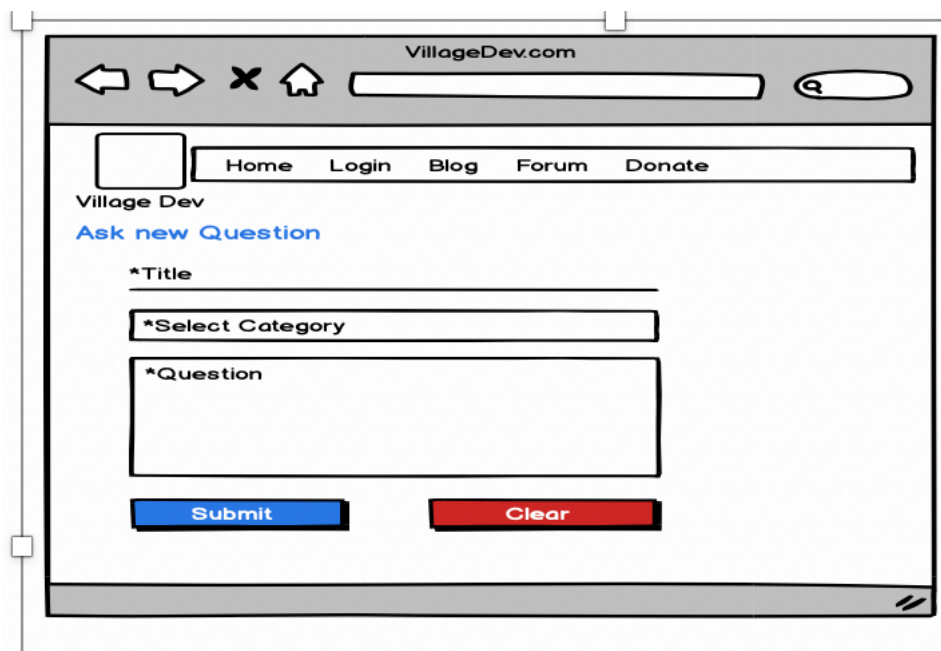 VillageDev.com
Home Login Blog Forum Donate
Village Dev
Ask new Question
*Title
*Select Category
*Question
Submit Clear